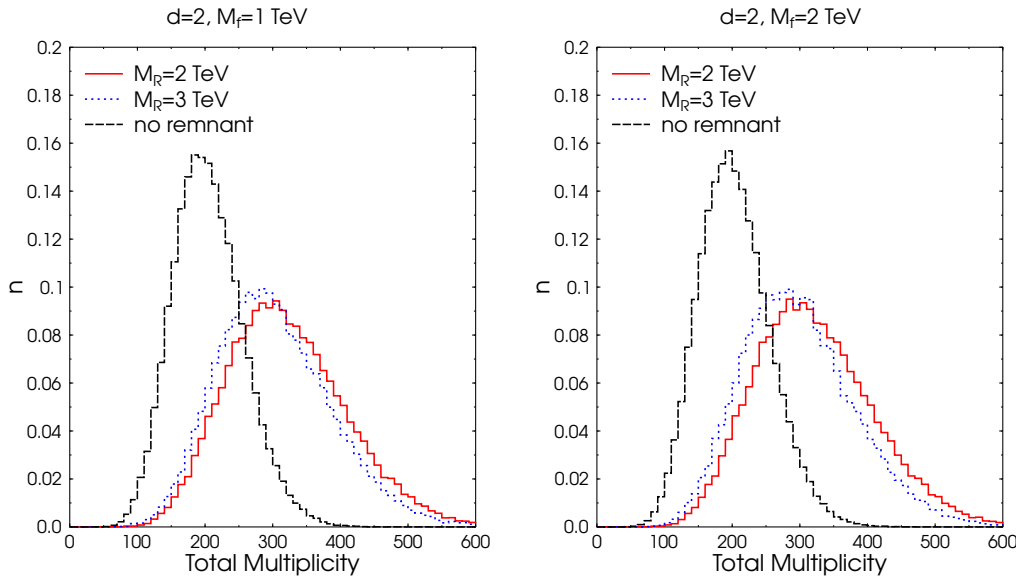 d=2, M_f=1 TeV
0.2
0.18
0.16
0.14
0.12
0.1
0.08
0.06
0.04
0.02
0.0
n
M_R=2 TeV
M_R=3 TeV
no remnant
0 100 200 300 400 500 600
Total Multiplicity
d=2, M_f=2 TeV
0.2
0.18
0.16
0.14
0.12
0.1
0.08
0.06
0.04
0.02
0.0
n
M_R=2 TeV
M_R=3 TeV
no remnant
0 100 200 300 400 500 600
Total Multiplicity